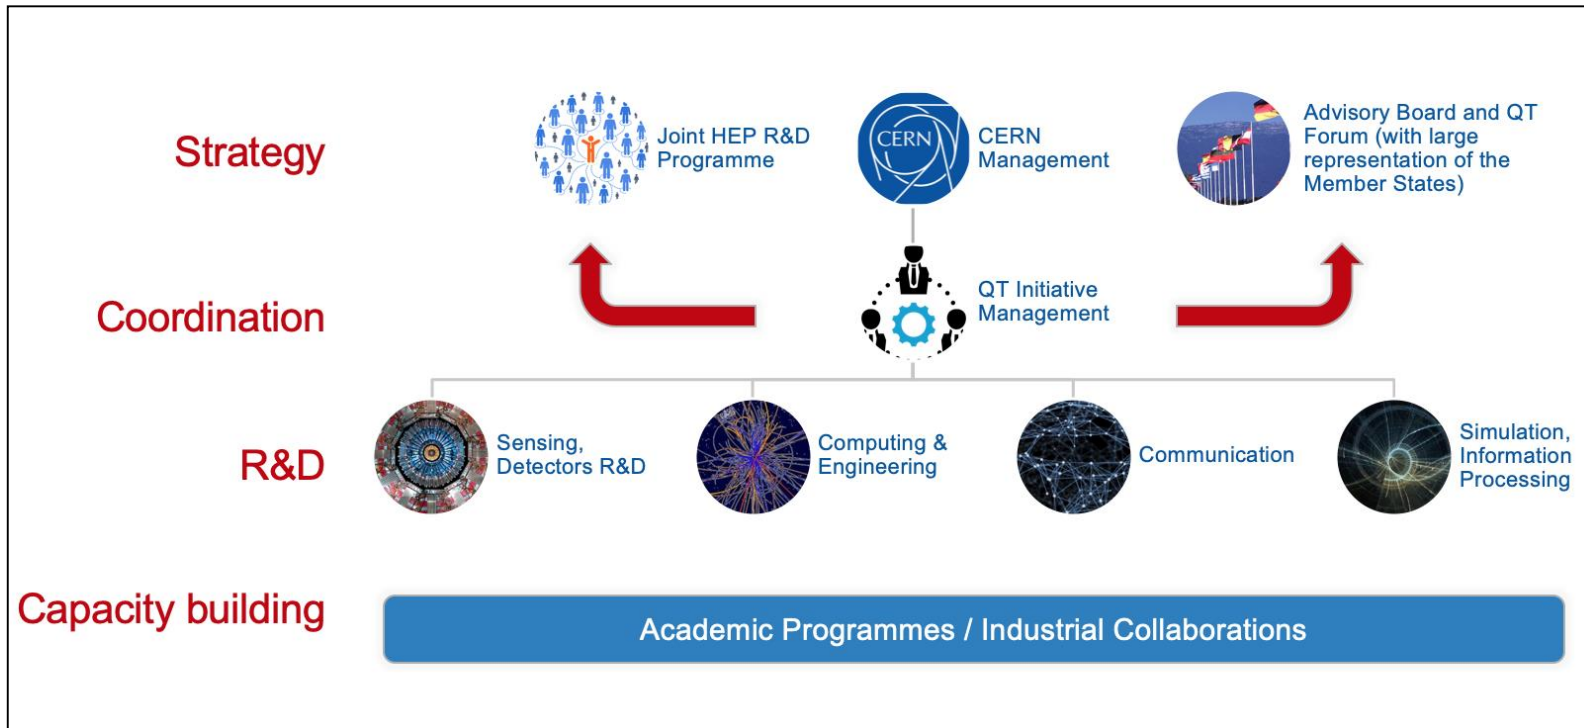 Strategy
Joint HEP R&D
Programme
CERN
CERN
Management
Advisory Board and QT
Forum (with large
representation of the
Member States)
Coordination
QT Initiative
Management
R&D
Sensing,
Detectors R&D
Computing &
Engineering
Communication
Simulation,
Information
Processing
Capacity building
Academic Programmes / Industrial Collaborations